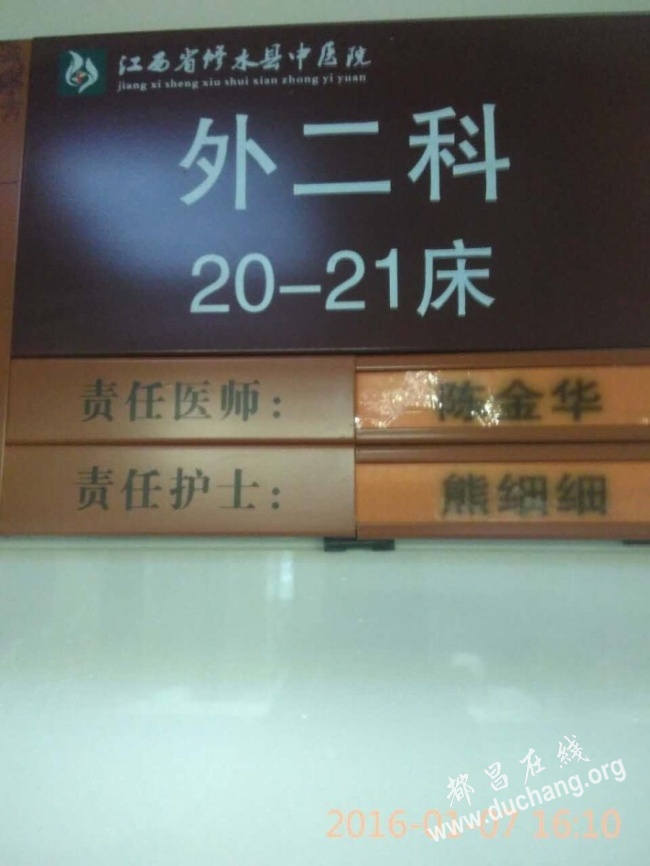 江西省修水县中医院
jiang xi sheng xiu shui xian zhong yi yuan
外二科
20-21床
责任医师: 陈金华
责任护士: 熊细细
都昌在线
www.duchang.org
2016-01-07 16:10